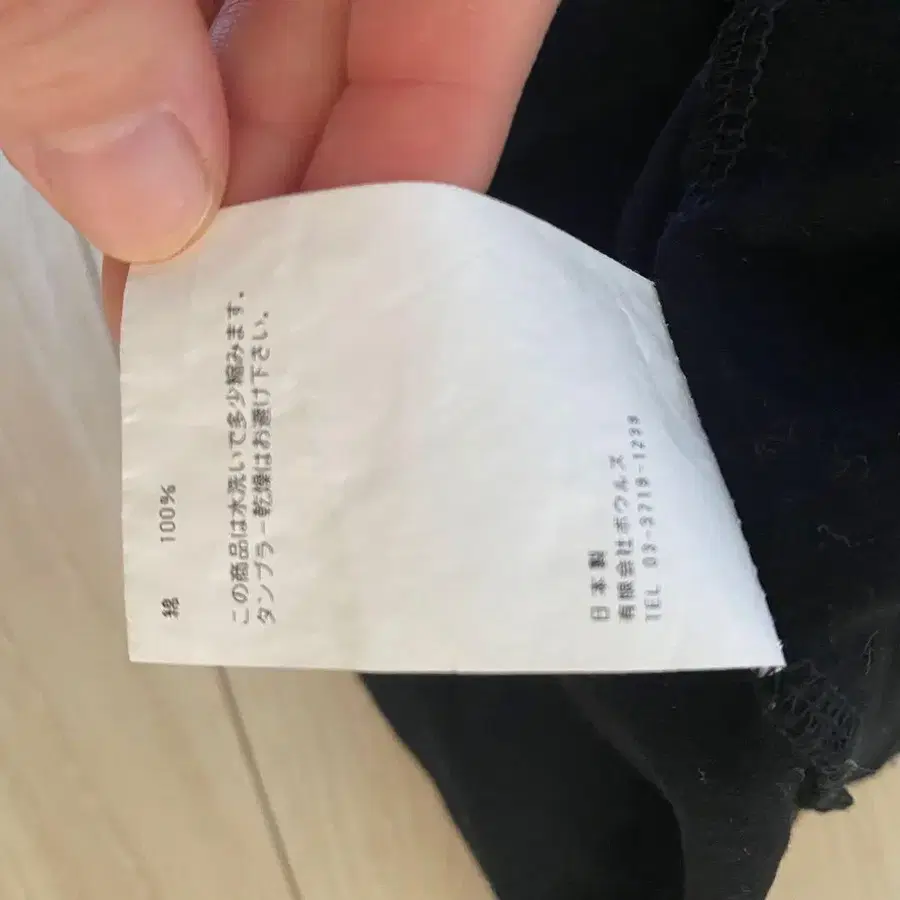 綿 100%
この商品は水洗いで多少縮みます。
タンブラー乾燥はお避け下さい。
日本製
有限会社ボウルズ
TEL 03-3719-1239